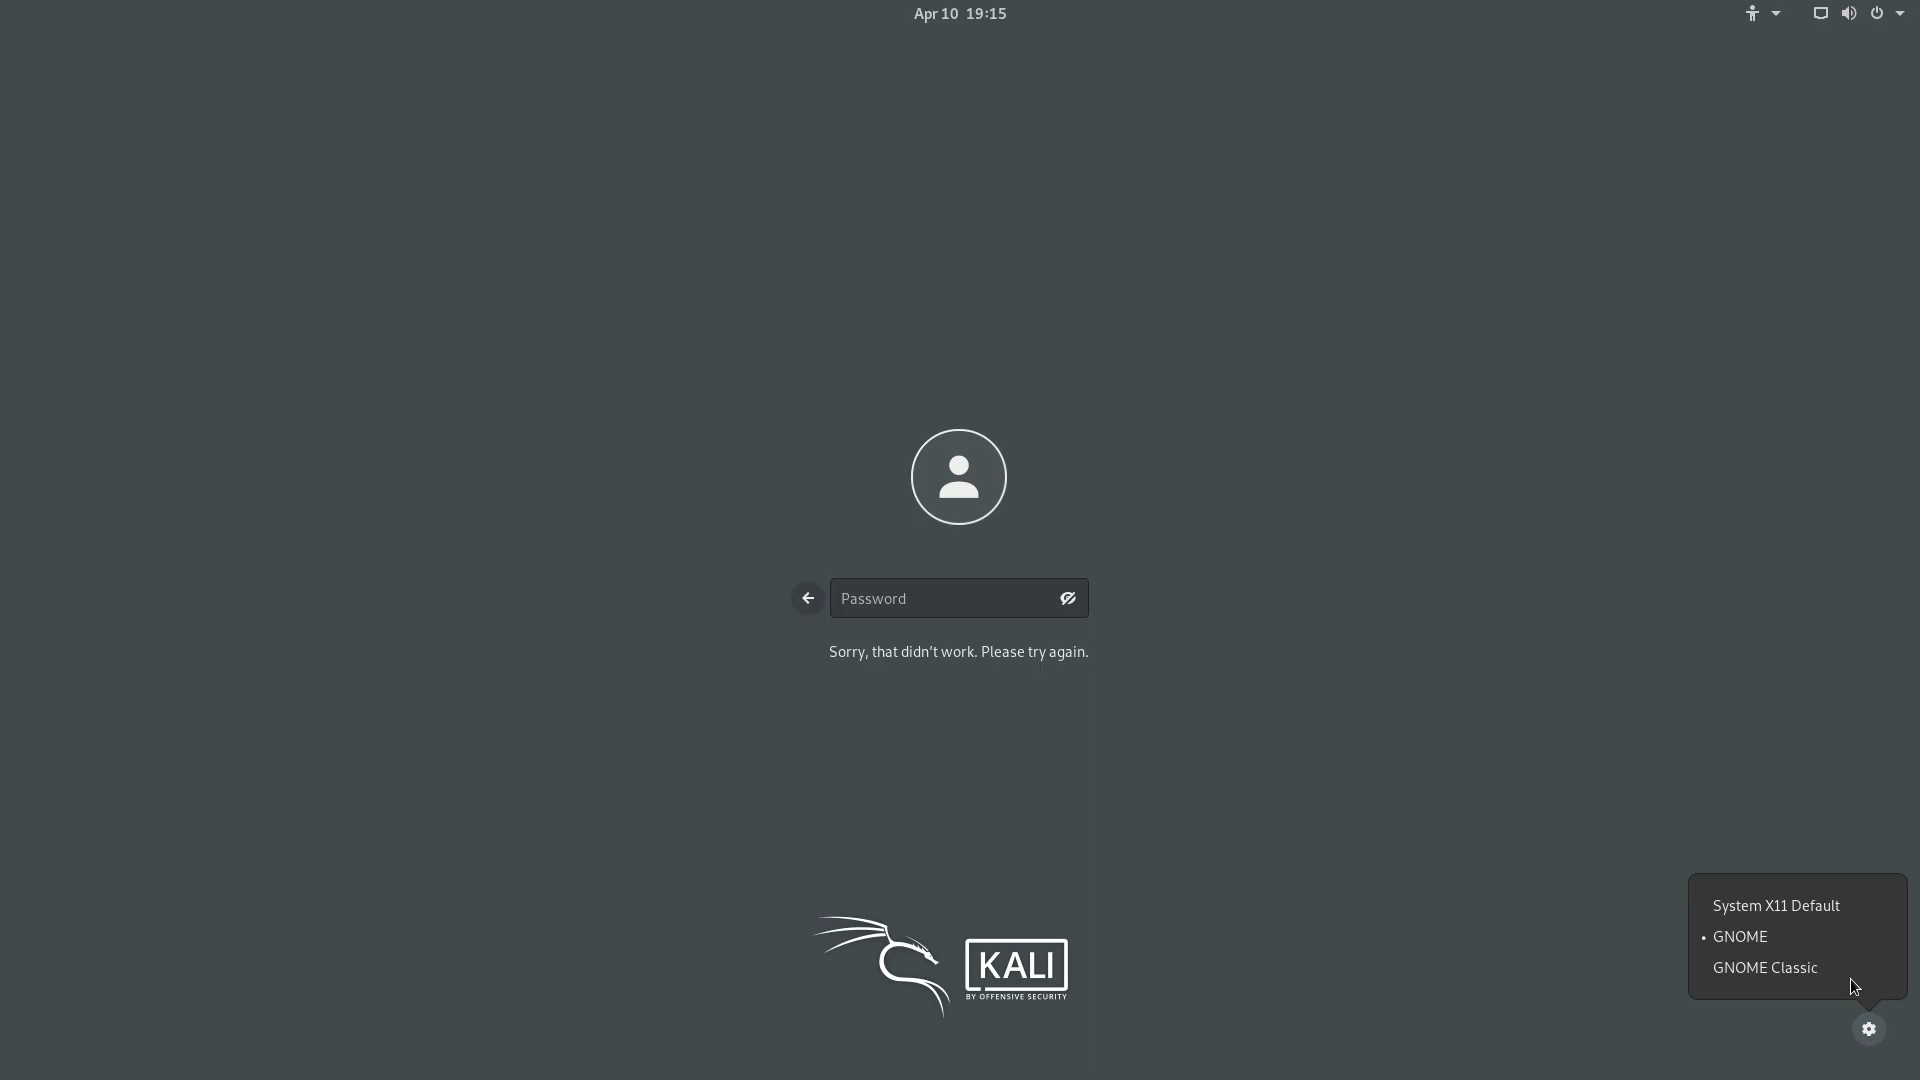 Apr 10 19:15
Password
Sorry, that didn’t work. Please try again.
System X11 Default
• GNOME
GNOME Classic
KALI
BY OFFENSIVE SECURITY